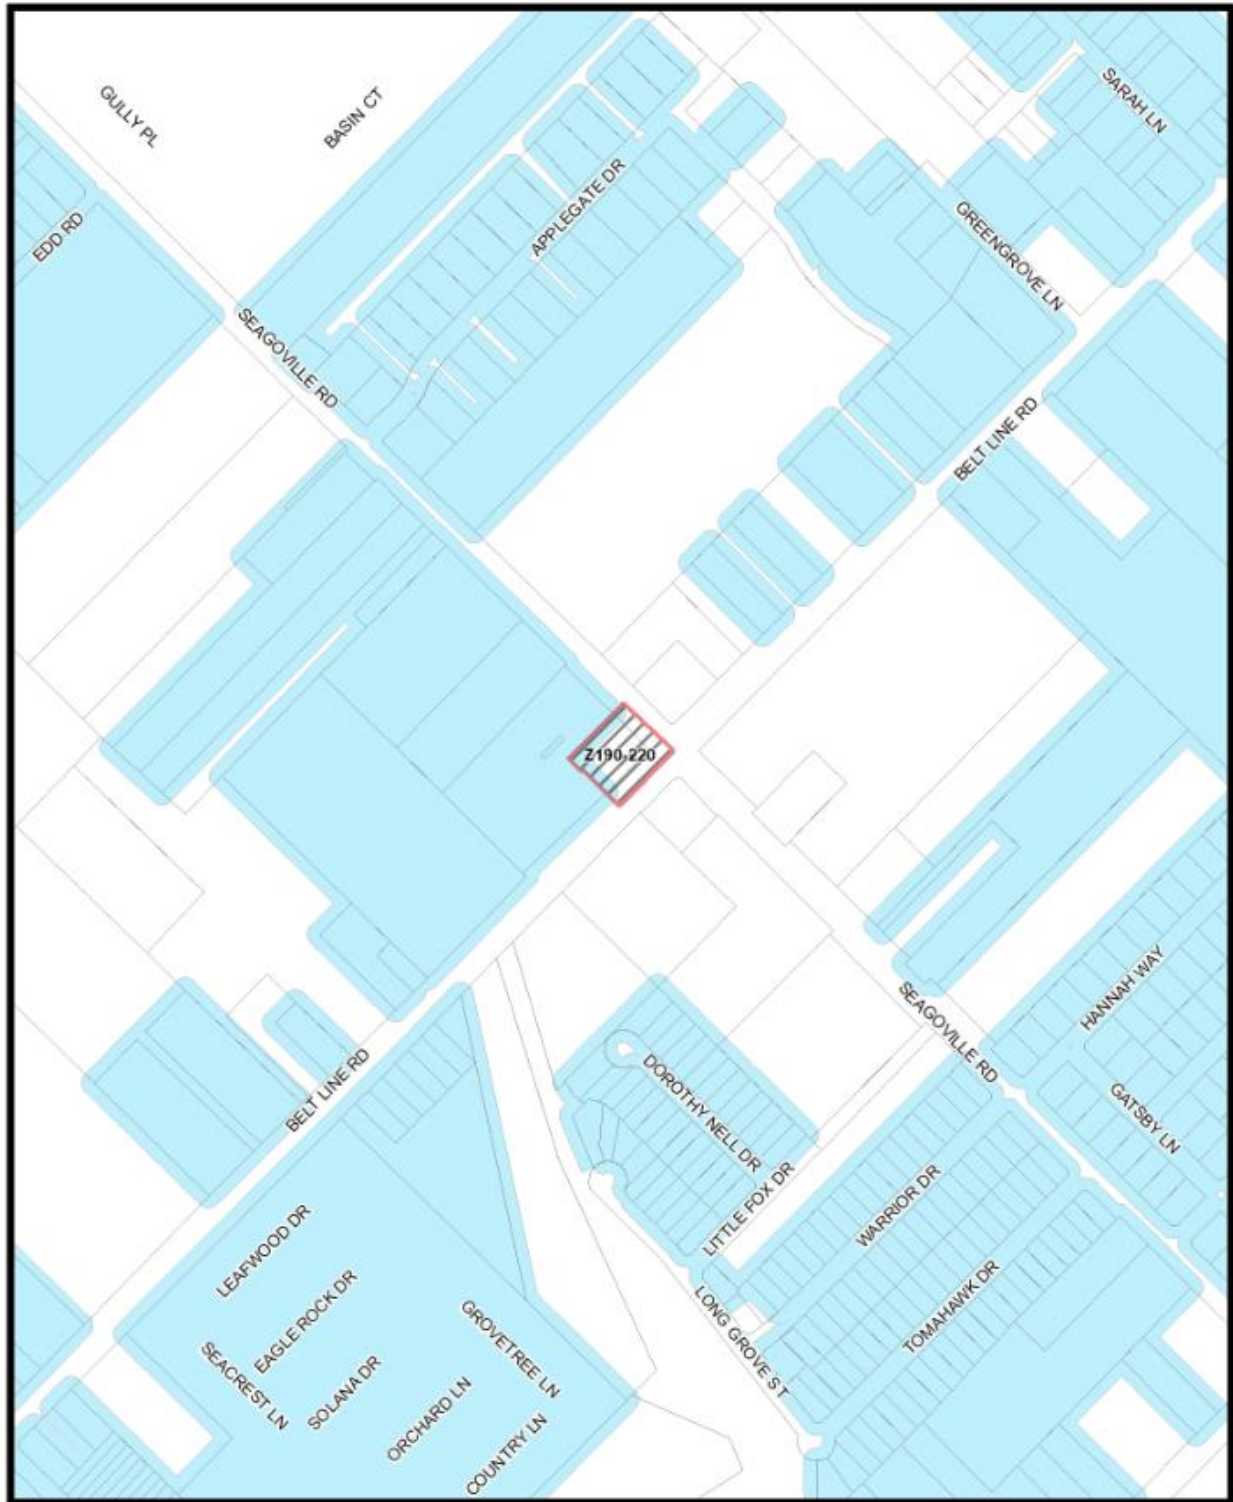 GULLY PL
BASIN CT
SARAH LN
EDD RD
APPLEGATE DR
GREENGROVE LN
SEAGOVILLE RD
BELT LINE RD
Z190-220
HANNAH WAY
SEAGOVILLE RD
BELT LINE RD
DOROTHY NELL DR
GATSBY LN
LITTLE FOX DR
WARRIOR DR
LEAFWOOD DR
EAGLE ROCK DR
GROVETREE LN
LONG GROVE ST
TOMAHAWK DR
SEACREST LN
SOLANA DR
ORCHARD LN
COUNTRY LN